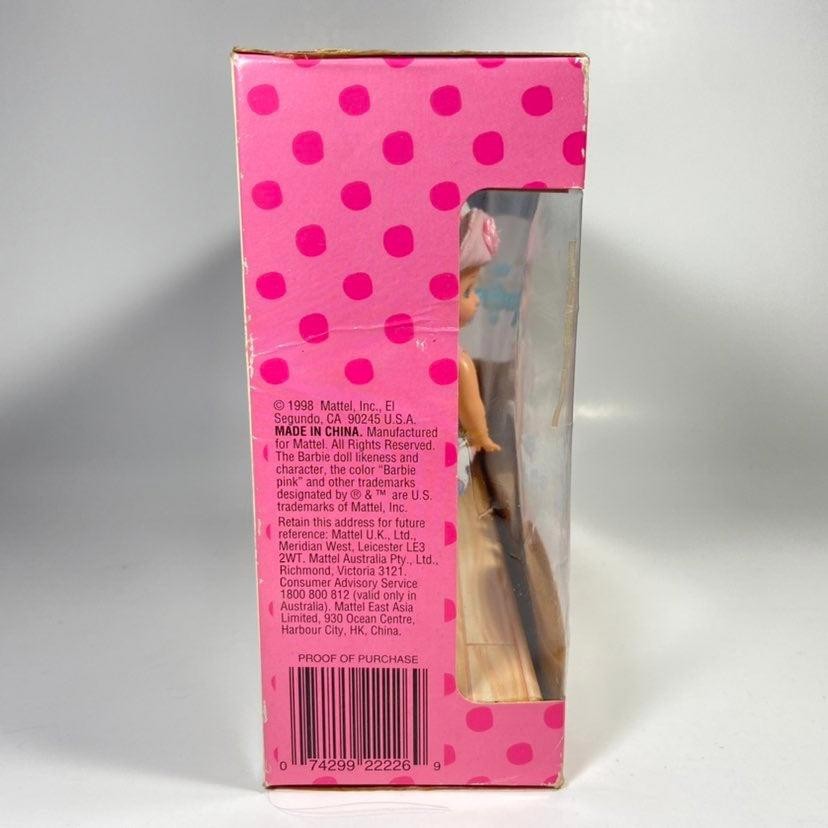 © 1998 Mattel, Inc., El
Segundo, CA 90245 U.S.A.
MADE IN CHINA. Manufactured
for Mattel. All Rights Reserved.
The Barbie doll likeness and
character, the color "Barbie
pink" and other trademarks
designated by ® & ™ are U.S.
trademarks of Mattel, Inc.
Retain this address for future
reference: Mattel U.K., Ltd.,
Meridian West, Leicester LE3
2WT. Mattel Australia Pty., Ltd.,
Richmond, Victoria 3121.
Consumer Advisory Service
1800 800 812 (valid only in
Australia). Mattel East Asia
Limited, 930 Ocean Centre,
Harbour City, HK, China.
PROOF OF PURCHASE
0 74299 22226 9